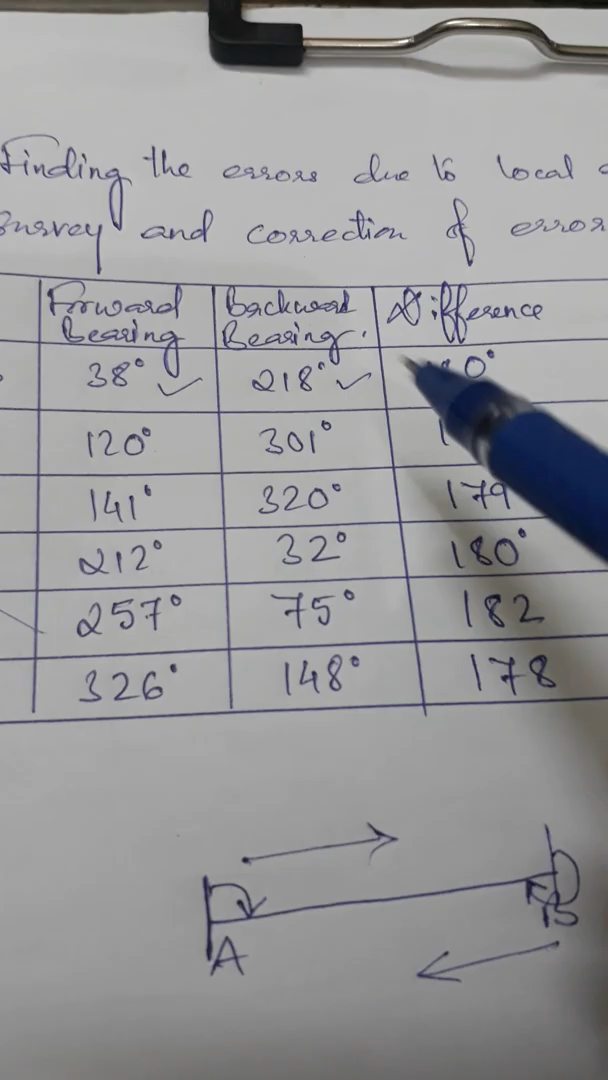 Finding the errors due to local
Survey and correction of error
Forward Bearing Backward Bearing. Difference
38° 218°
120° 301°
141° 320° 179
212° 32° 180°
257° 75° 182
326° 148° 178
A B